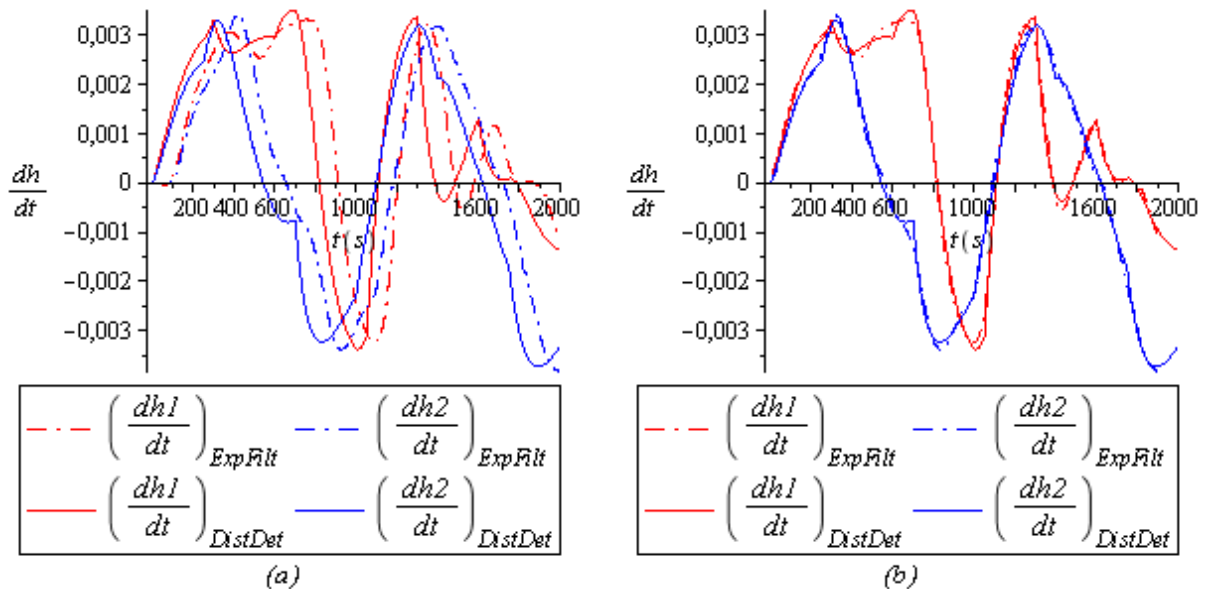 0,003
0,002
0,001
0
−0,001
−0,002
−0,003
dh
dt
200 400 600 1000 1600 2000
t(s)
(dh1/dt)ExpFilt (dh2/dt)ExpFilt
(dh1/dt)DistDet (dh2/dt)DistDet
(a)
0,003
0,002
0,001
0
−0,001
−0,002
−0,003
dh
dt
200 400 600 1000 1600 2000
t(s)
(dh1/dt)ExpFilt (dh2/dt)ExpFilt
(dh1/dt)DistDet (dh2/dt)DistDet
(b)